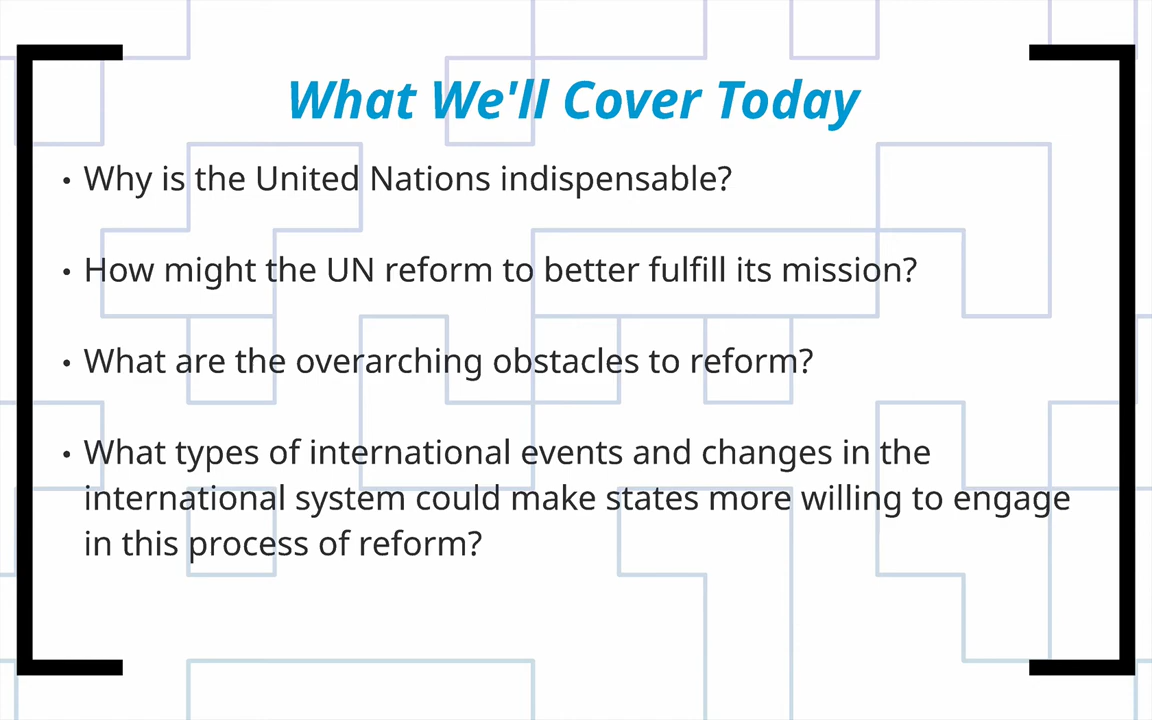 What We'll Cover Today
• Why is the United Nations indispensable?
• How might the UN reform to better fulfill its mission?
• What are the overarching obstacles to reform?
• What types of international events and changes in the
international system could make states more willing to engage
in this process of reform?